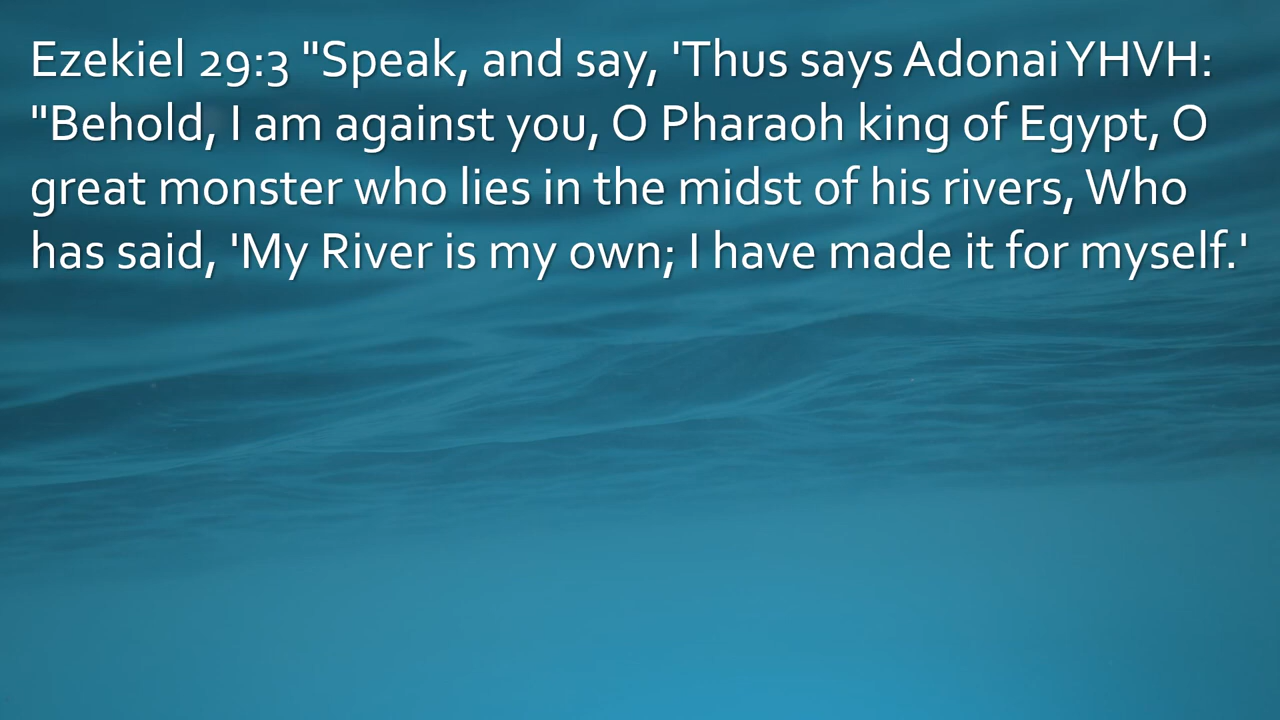 Ezekiel 29:3 "Speak, and say, 'Thus says Adonai YHVH:
"Behold, I am against you, O Pharaoh king of Egypt, O
great monster who lies in the midst of his rivers, Who
has said, 'My River is my own; I have made it for myself.'